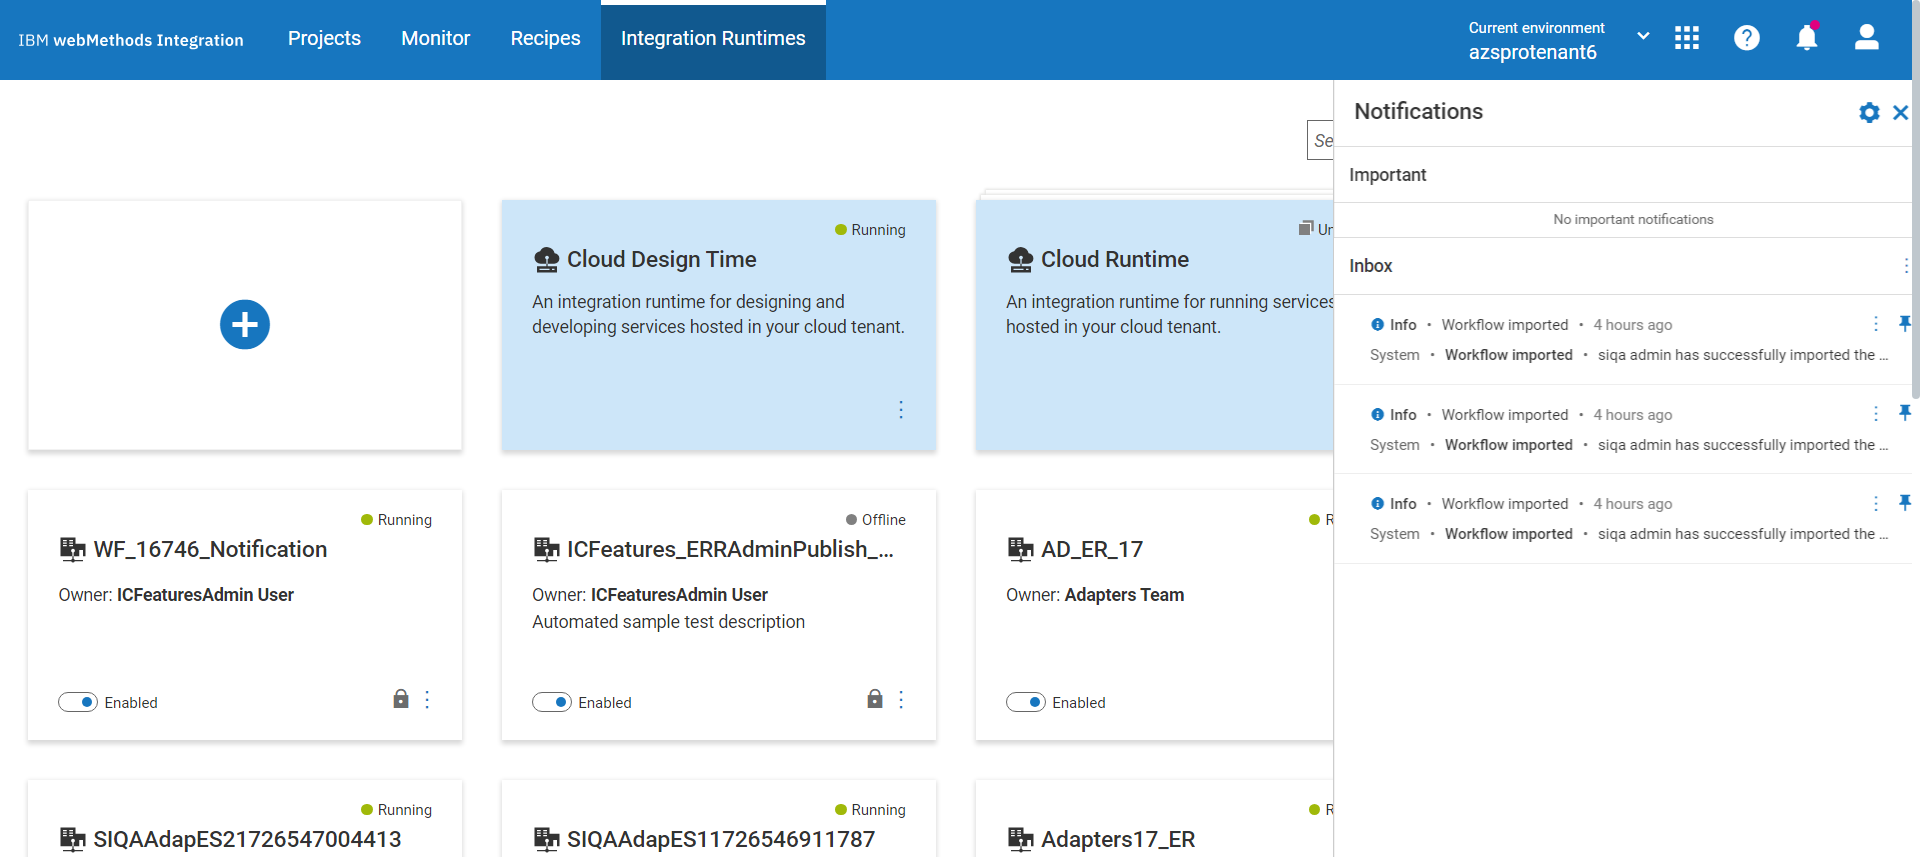 IBM webMethods Integration
Projects
Monitor
Recipes
Integration Runtimes
Current environment
azsprotenant6
Notifications
Important
No important notifications
Inbox
Info • Workflow imported • 4 hours ago
System • Workflow imported • siqa admin has successfully imported the ...
Info • Workflow imported • 4 hours ago
System • Workflow imported • siqa admin has successfully imported the ...
Info • Workflow imported • 4 hours ago
System • Workflow imported • siqa admin has successfully imported the ...
Running
Cloud Design Time
An integration runtime for designing and
developing services hosted in your cloud tenant.
Cloud Runtime
An integration runtime for running services
hosted in your cloud tenant.
Running
WF_16746_Notification
Owner: ICFeaturesAdmin User
Enabled
Offline
ICFeatures_ERRAdminPublish_...
Owner: ICFeaturesAdmin User
Automated sample test description
Enabled
AD_ER_17
Owner: Adapters Team
Enabled
Running
SIQAAdapES21726547004413
Running
SIQAAdapES11726546911787
Adapters17_ER